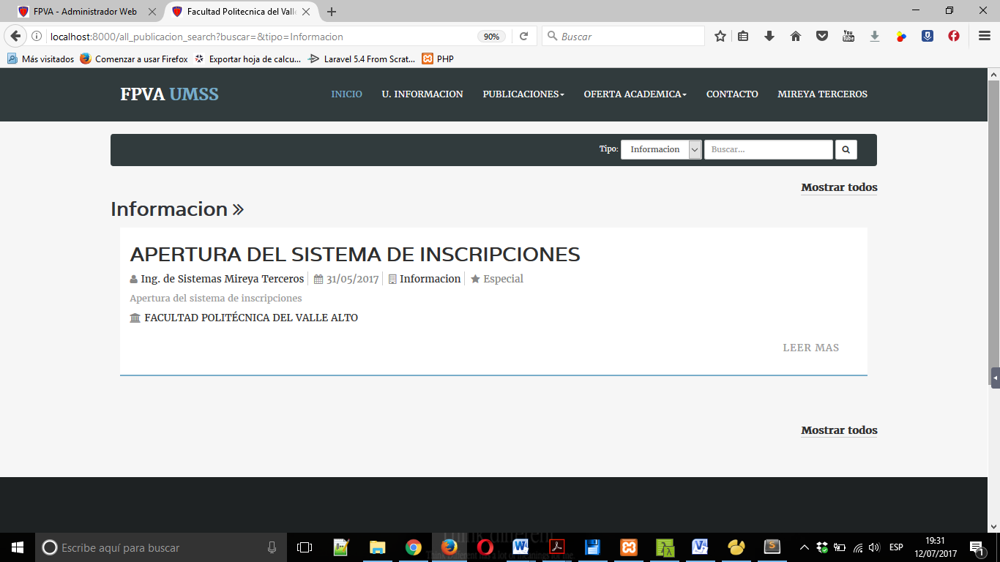 FPVA - Administrador Web
Facultad Politecnica del Valle
localhost:8000/all_publicacion_search?buscar=&tipo=Informacion
90%
Buscar
Más visitados
Comenzar a usar Firefox
Exportar hoja de calcu...
Laravel 5.4 From Scrat...
PHP
FPVA UMSS
INICIO
U. INFORMACION
PUBLICACIONES
OFERTA ACADEMICA
CONTACTO
MIREYA TERCEROS
Tipo:
Informacion
Buscar...
Mostrar todos
Informacion »
APERTURA DEL SISTEMA DE INSCRIPCIONES
Ing. de Sistemas Mireya Terceros
31/05/2017
Informacion
Especial
Apertura del sistema de inscripciones
FACULTAD POLITÉCNICA DEL VALLE ALTO
LEER MAS
Mostrar todos
Escribe aquí para buscar
ESP
19:31
12/07/2017
1